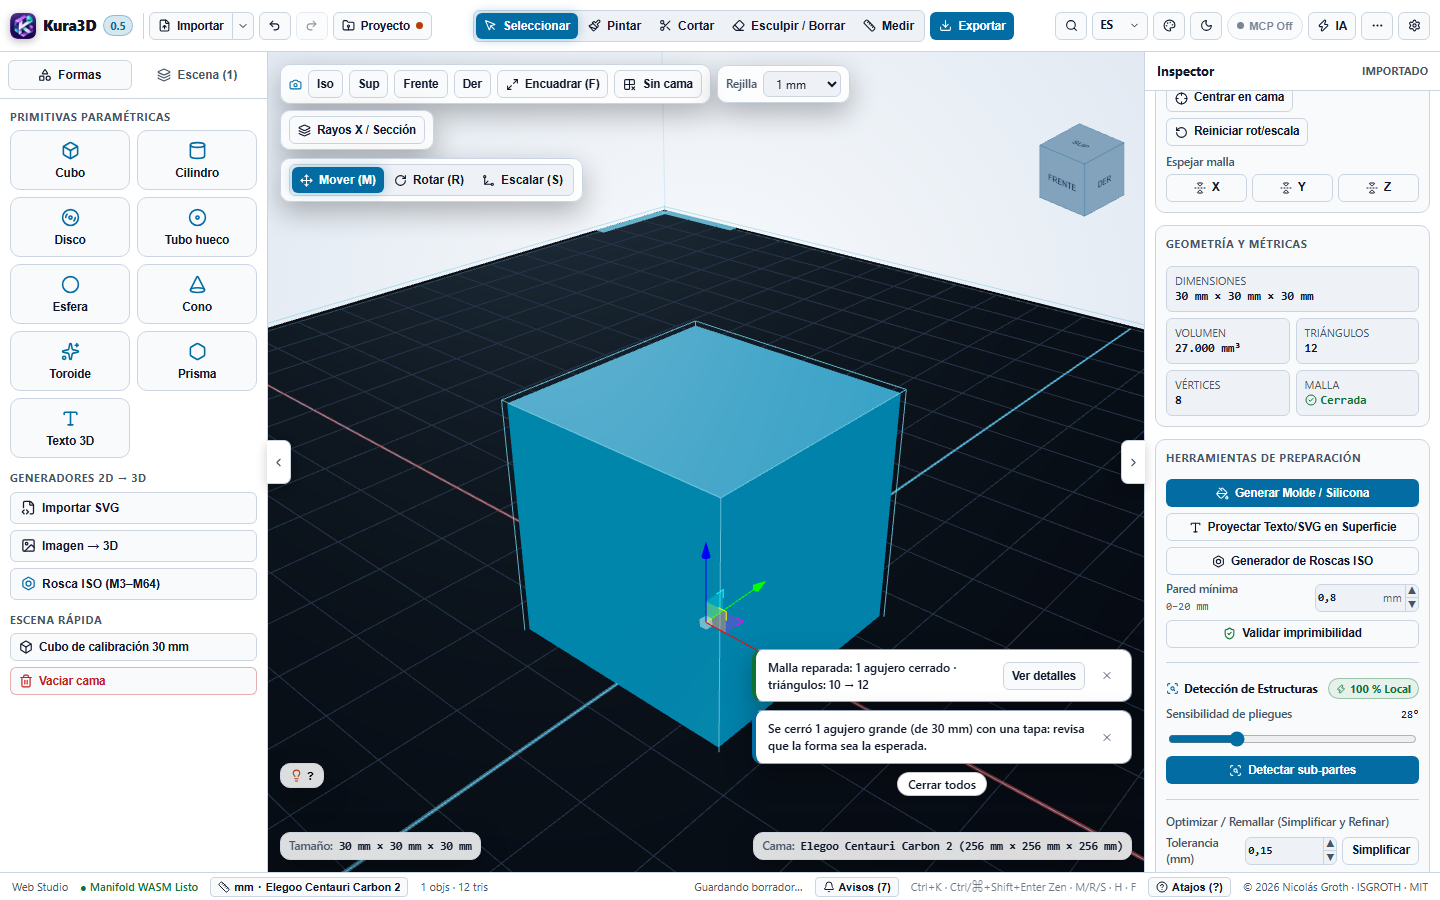 Kura3D 0.5 Importar Proyecto Seleccionar Pintar Cortar Esculpir / Borrar Medir Exportar ES MCP Off IA ···
Formas Escena (1)
PRIMITIVAS PARAMÉTRICAS
Cubo Cilindro
Disco Tubo hueco
Esfera Cono
Toroide Prisma
Texto 3D
GENERADORES 2D → 3D
Importar SVG
Imagen → 3D
Rosca ISO (M3–M64)
ESCENA RÁPIDA
Cubo de calibración 30 mm
Vaciar cama
Iso Sup Frente Der Encuadrar (F) Sin cama Rejilla 1 mm
Rayos X / Sección
Mover (M) Rotar (R) Escalar (S)
SUP
FRENTE DER
Malla reparada: 1 agujero cerrado ·
triángulos: 10 → 12
Ver detalles ×
Se cerró 1 agujero grande (de 30 mm) con una tapa: revisa
que la forma sea la esperada.
×
Cerrar todos
?
Tamaño: 30 mm × 30 mm × 30 mm
Cama: Elegoo Centauri Carbon 2 (256 mm × 256 mm × 256 mm)
Inspector IMPORTADO
Centrar en cama
Reiniciar rot/escala
Espejar malla
X Y Z
GEOMETRÍA Y MÉTRICAS
DIMENSIONES
30 mm × 30 mm × 30 mm
VOLUMEN
27.000 mm³
TRIÁNGULOS
12
VÉRTICES
8
MALLA
Cerrada
HERRAMIENTAS DE PREPARACIÓN
Generar Molde / Silicona
Proyectar Texto/SVG en Superficie
Generador de Roscas ISO
Pared mínima
0–20 mm
0,8 mm
Validar imprimibilidad
Detección de Estructuras 100 % Local
Sensibilidad de pliegues 28°
Detectar sub-partes
Optimizar / Remallar (Simplificar y Refinar)
Tolerancia
(mm)
0,15 Simplificar
Web Studio Manifold WASM Listo mm · Elegoo Centauri Carbon 2 1 objs · 12 tris Guardando borrador... Avisos (7) Ctrl+K · Ctrl/⌘+Shift+Enter Zen · M/R/S · H · F Atajos (?) © 2026 Nicolás Groth · ISGROTH · MIT